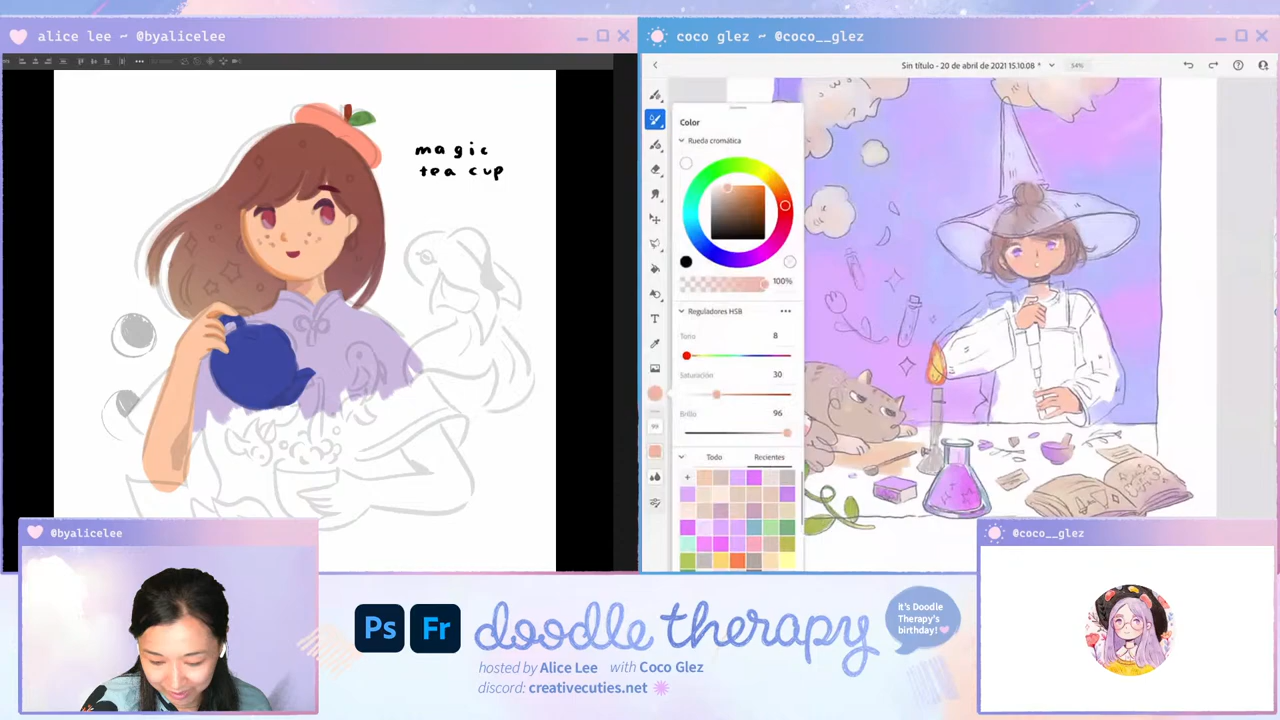 alice lee ~ @byalicelee
coco glez ~ @coco__glez
Sin título - 20 de abril de 2021 15.10.08 *
54%
magic
tea cup
Color
Rueda cromática
100%
Reguladores HSB
Tono
8
Saturación
30
Brillo
96
Todo
Recientes
99
T
@byalicelee
@coco__glez
Ps
Fr
doodle therapy
it's Doodle
Therapy's
birthday!
hosted by Alice Lee with Coco Glez
discord: creativecuties.net